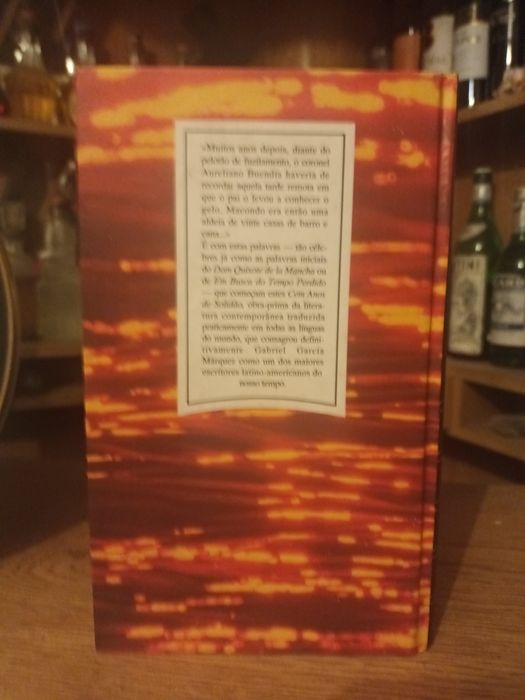 «Muitos anos depois, diante do
pelotão de fuzilamento, o coronel
Aureliano Buendía haveria de
recordar aquela tarde remota em
que o pai o levou a conhecer o
gelo. Macondo era então uma
aldeia de vinte casas de barro e
cana...»
É com estas palavras — tão céle-
bres já como as palavras iniciais
do Dom Quixote de la Mancha ou
de Em Busca do Tempo Perdido
— que começam estes Cem Anos
de Solidão, obra-prima da litera-
tura contemporânea traduzida
praticamente em todas as línguas
do mundo, que consagrou defini-
tivamente Gabriel García
Márquez como um dos maiores
escritores latino-americanos do
nosso tempo.